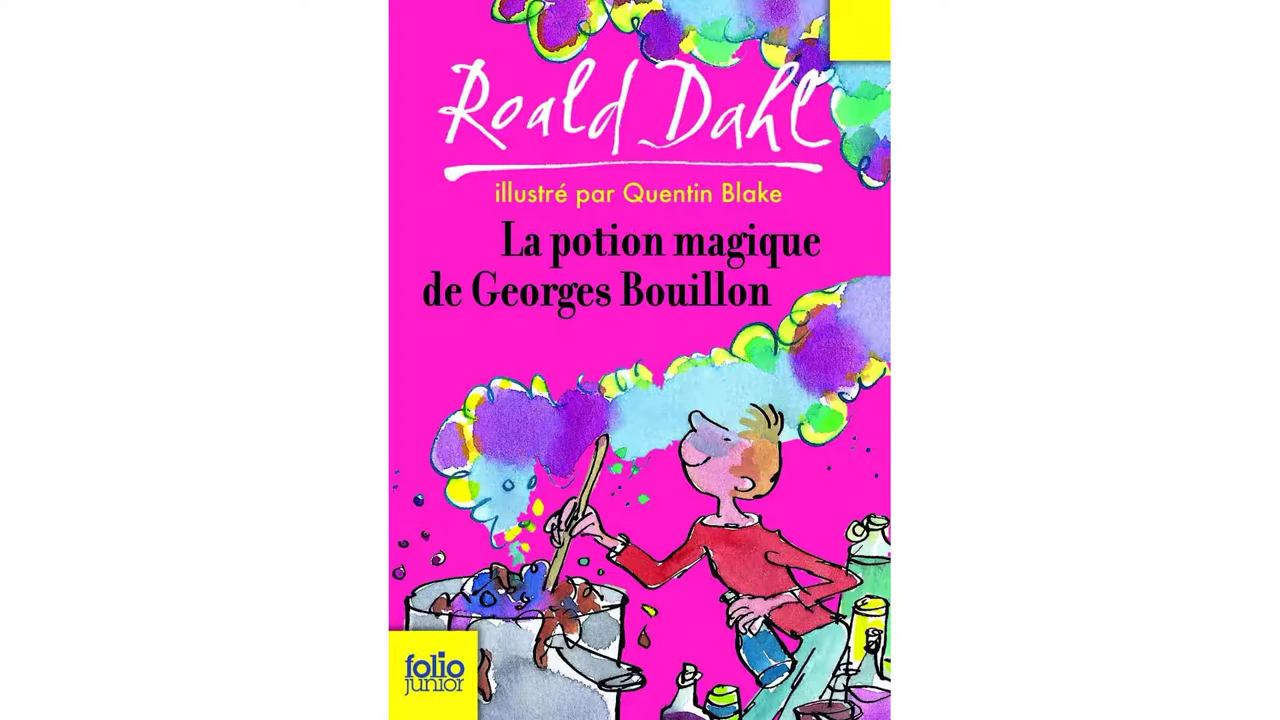 Roald Dahl
illustré par Quentin Blake
La potion magique
de Georges Bouillon
folio
junior